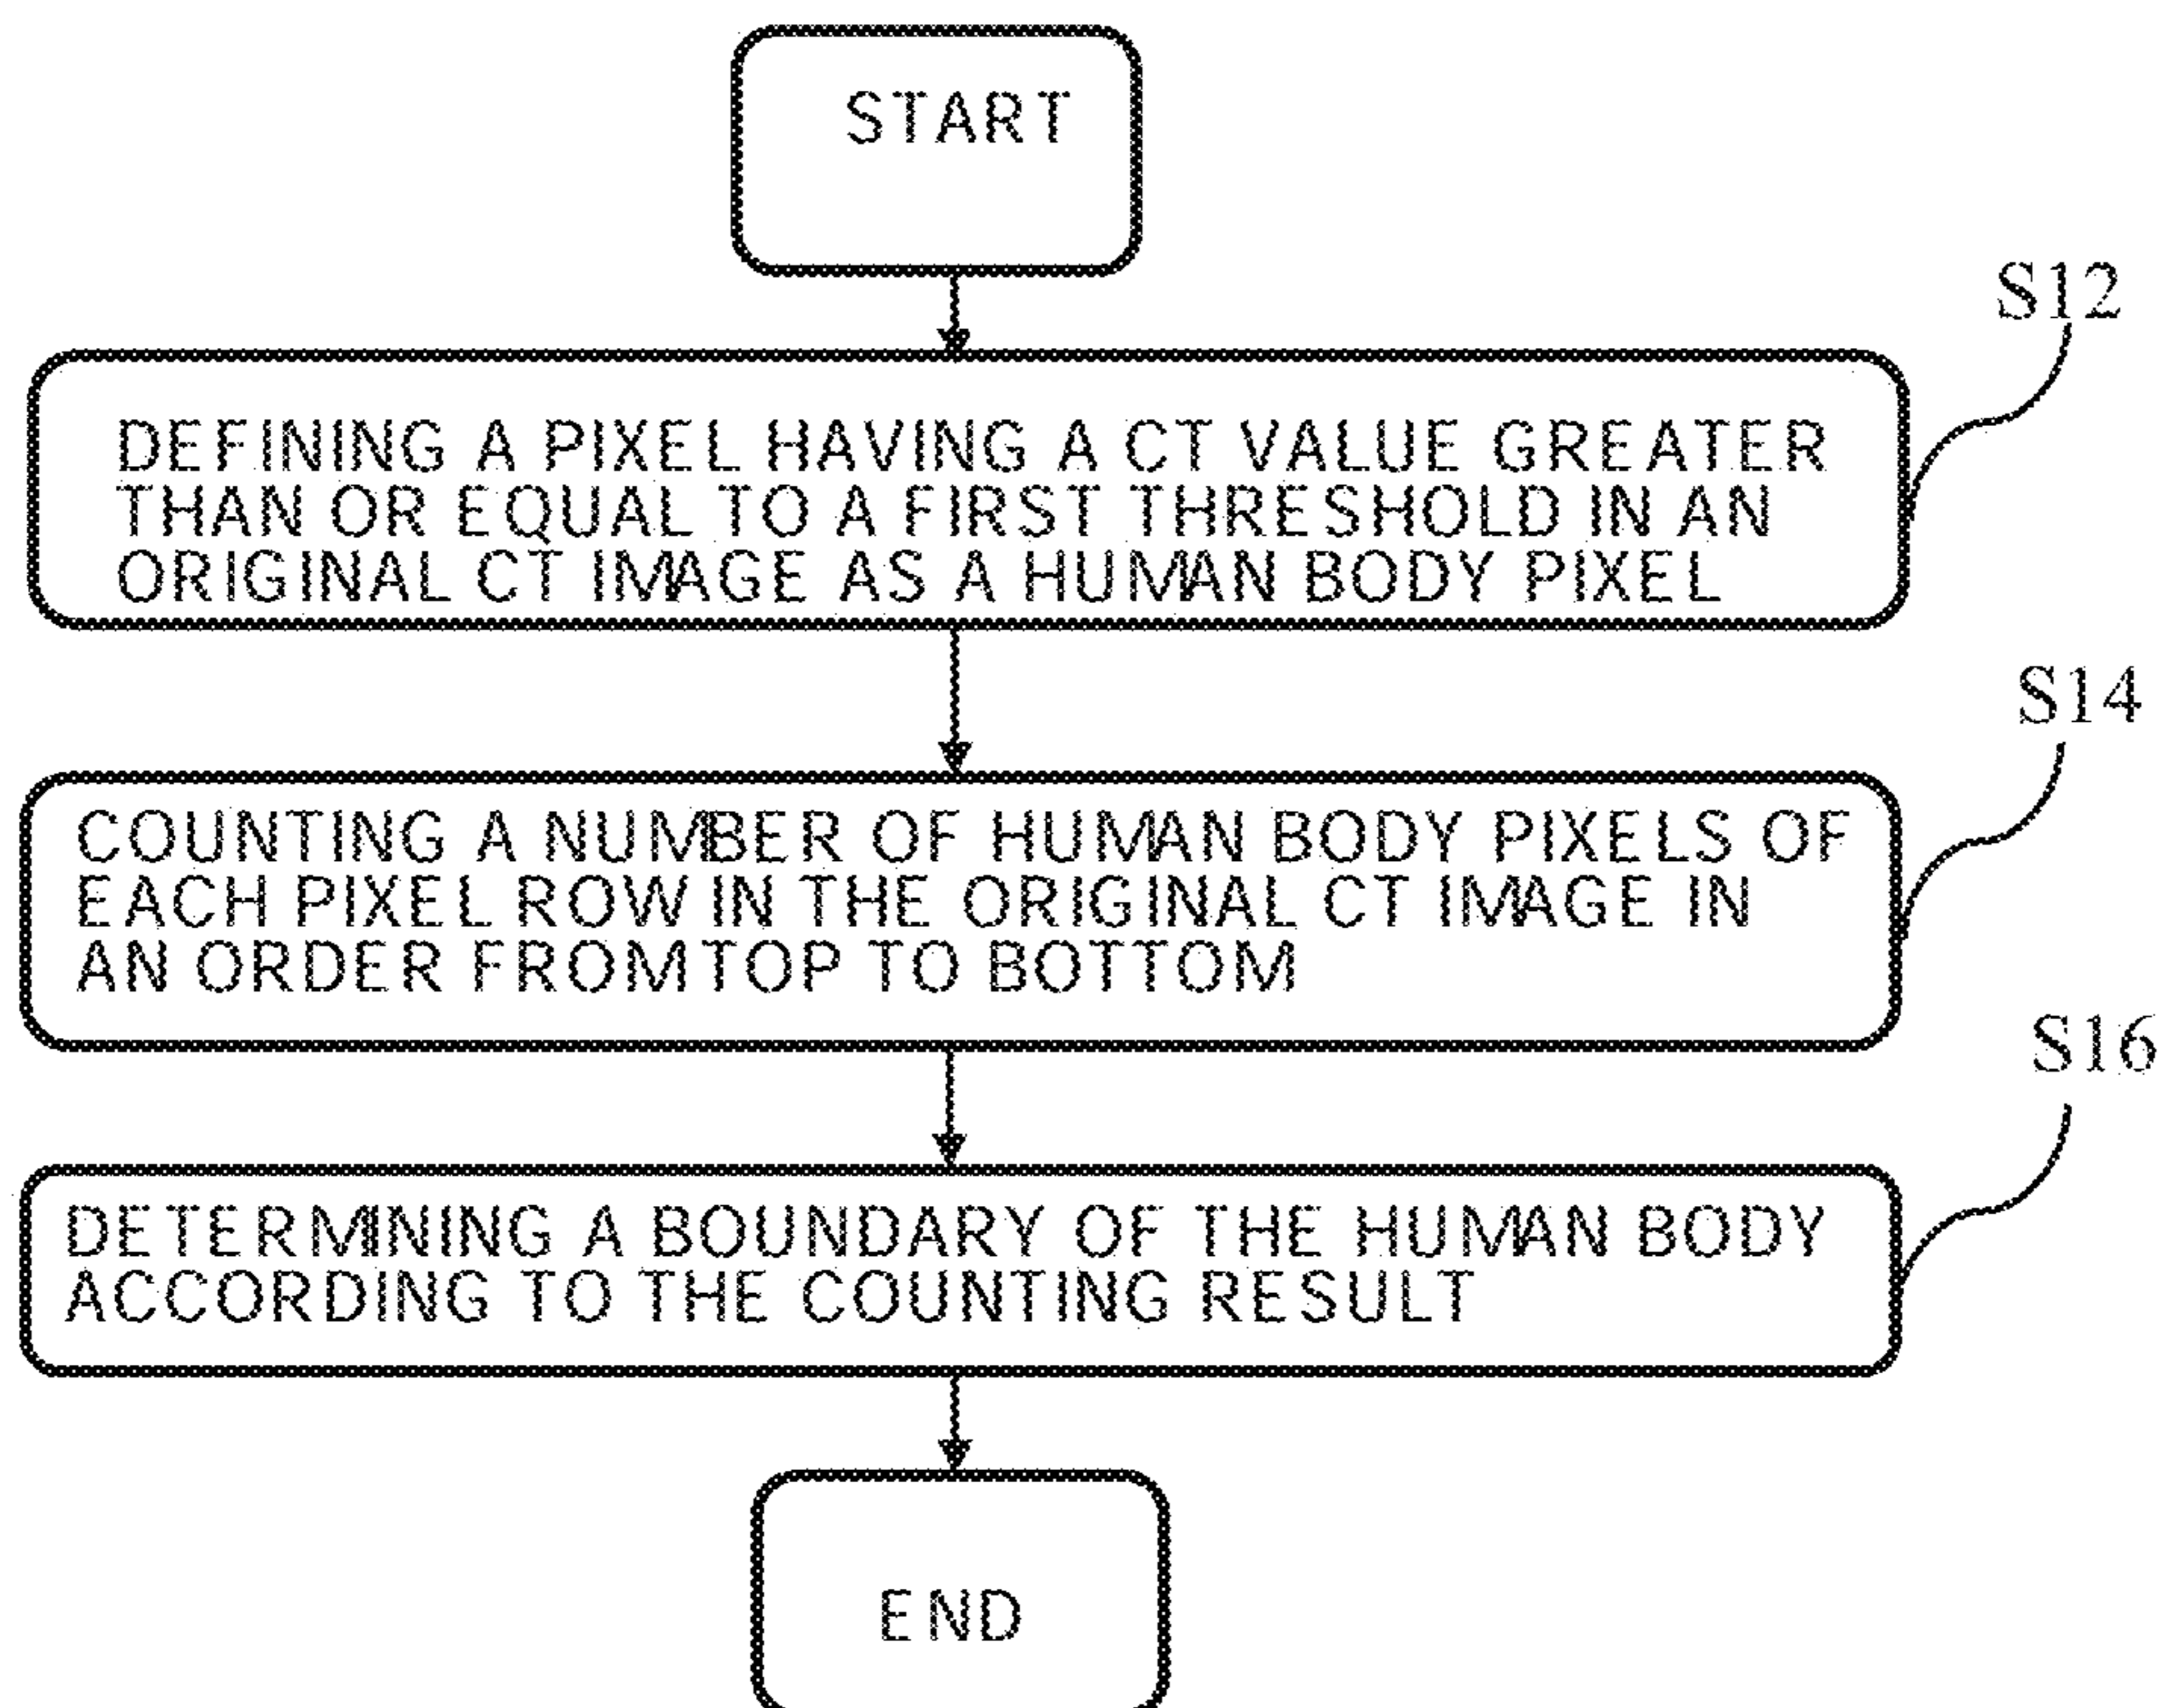 START
S12
DEFINING A PIXEL HAVING A CT VALUE GREATER
THAN OR EQUAL TO A FIRST THRESHOLD IN AN
ORIGINAL CT IMAGE AS A HUMAN BODY PIXEL
S14
COUNTING A NUMBER OF HUMAN BODY PIXELS OF
EACH PIXEL ROW IN THE ORIGINAL CT IMAGE IN
AN ORDER FROM TOP TO BOTTOM
S16
DETERMINING A BOUNDARY OF THE HUMAN BODY
ACCORDING TO THE COUNTING RESULT
END